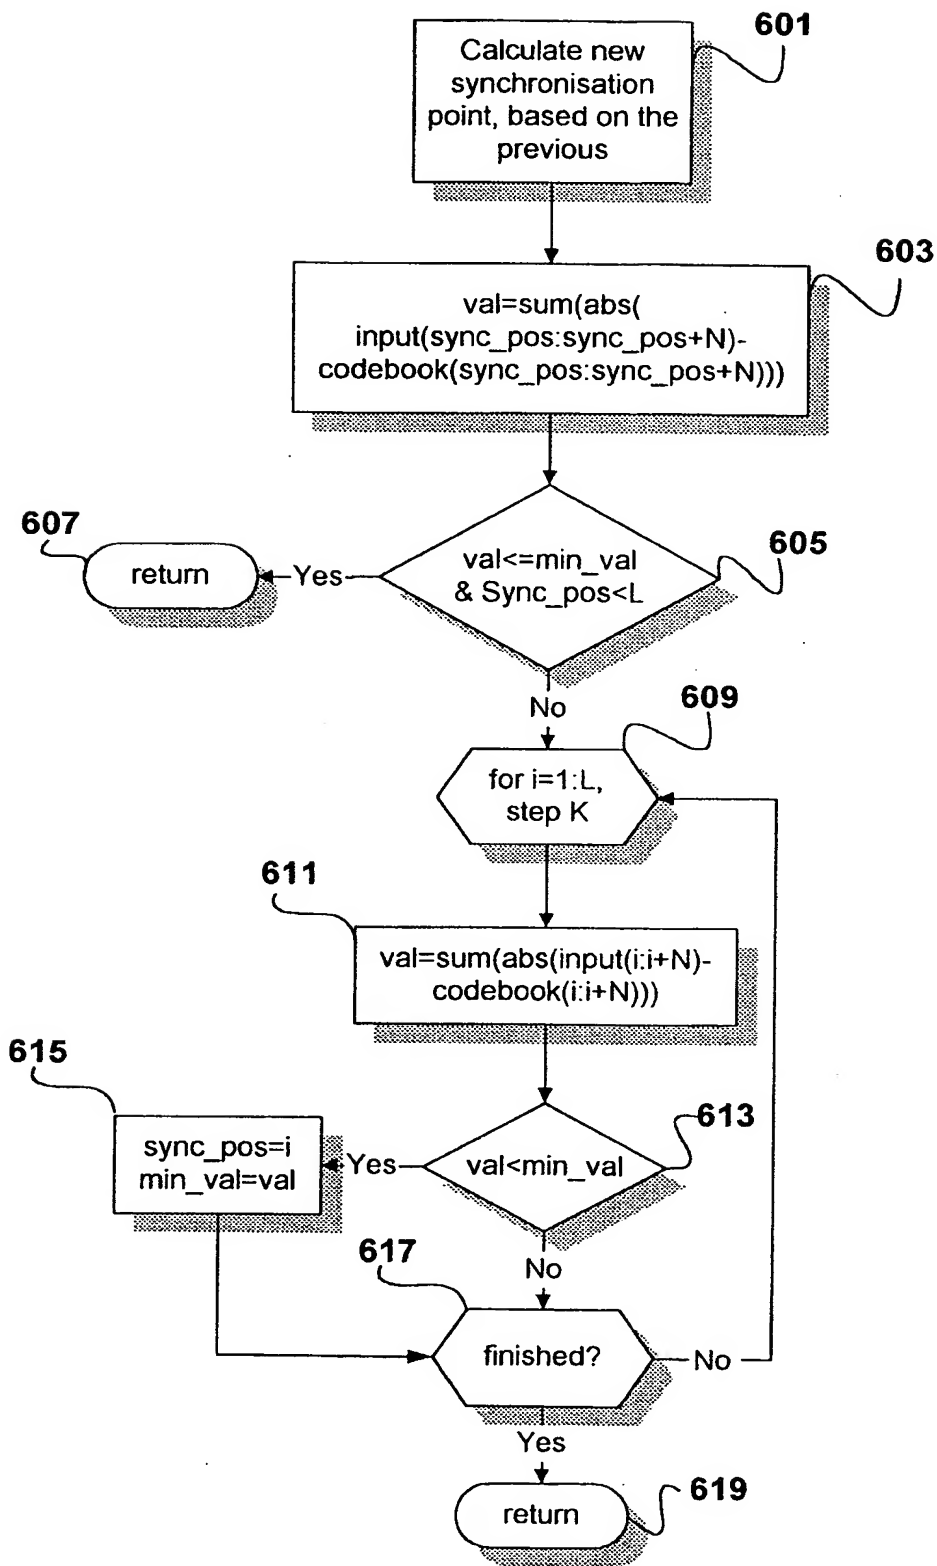 601
Calculate new
synchronisation
point, based on the
previous
603
val=sum(abs(
input(sync_pos:sync_pos+N)-
codebook(sync_pos:sync_pos+N)))
607
return
Yes
val<=min_val
& Sync_pos<L
605
No
609
for i=1:L,
step K
611
val=sum(abs(input(i:i+N)-
codebook(i:i+N)))
615
sync_pos=i
min_val=val
Yes
val<min_val
613
No
617
finished?
No
Yes
return
619